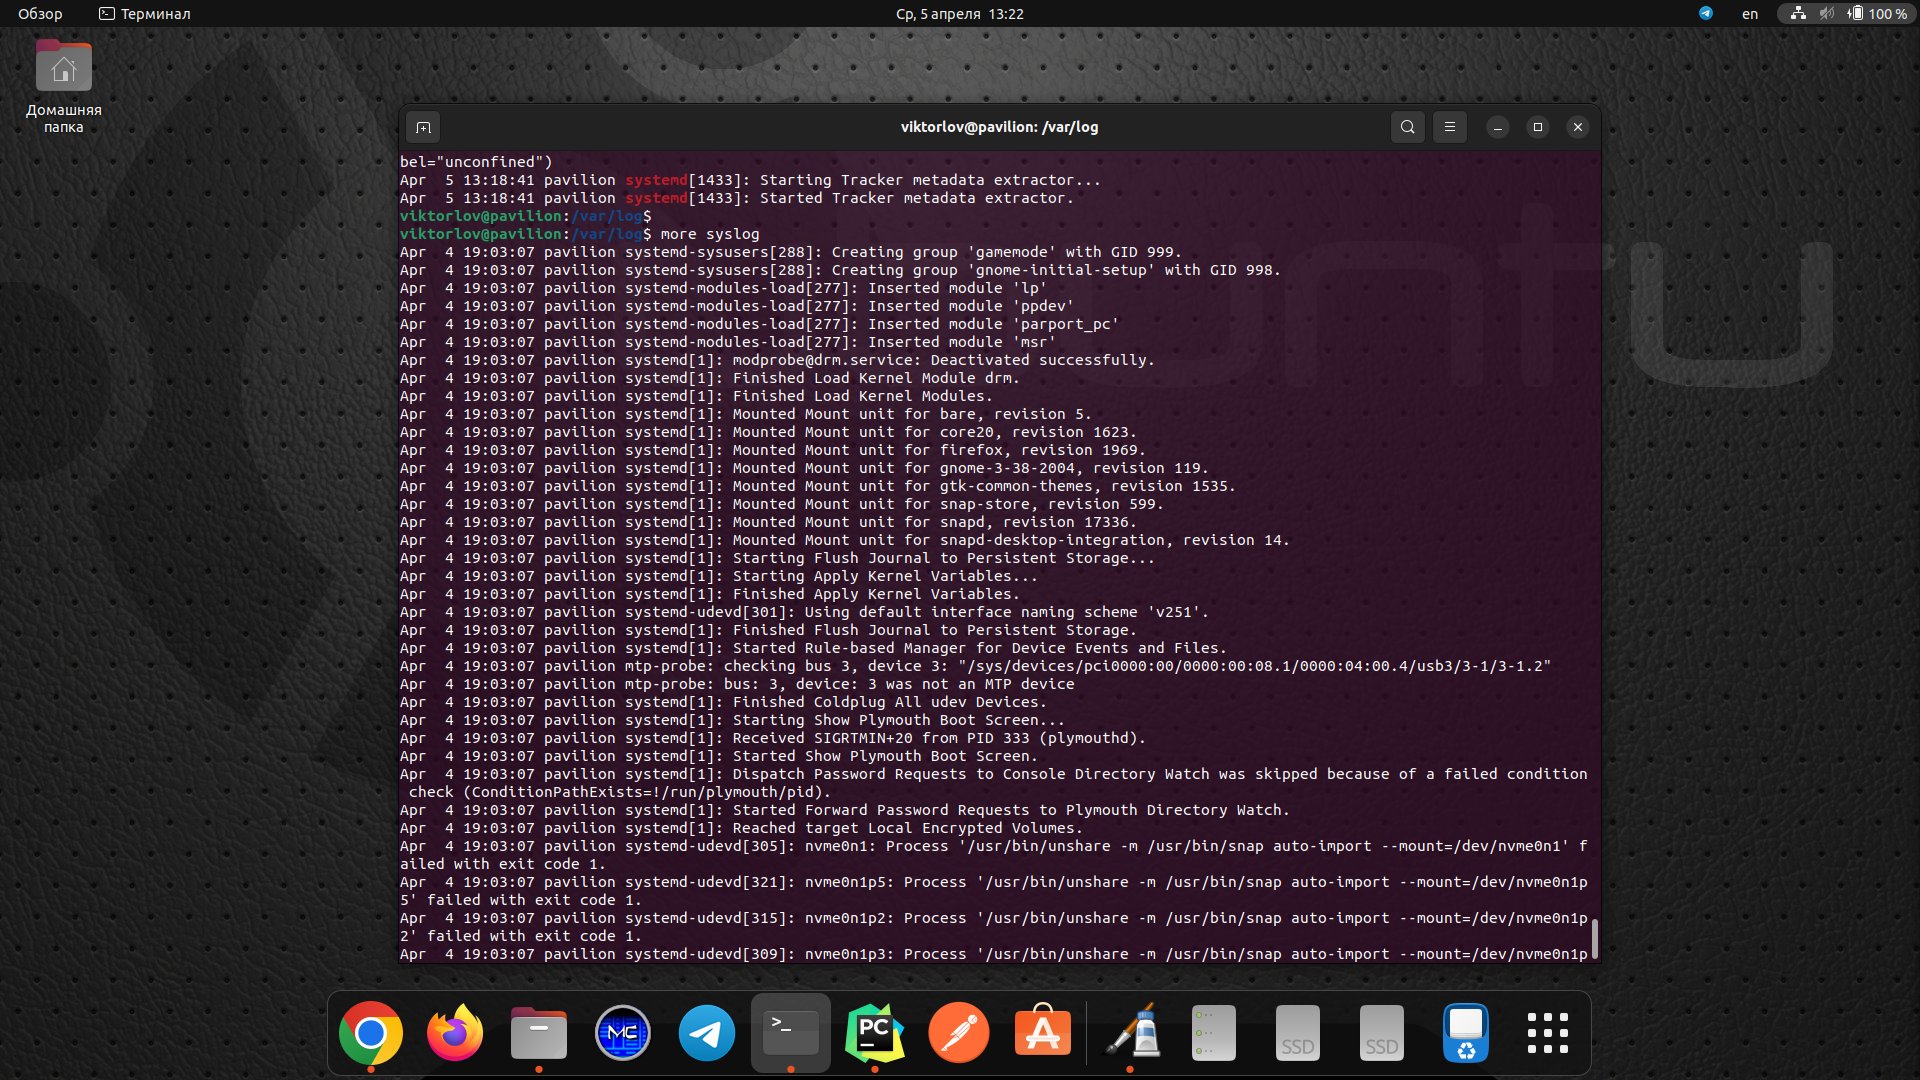 Обзор
Терминал
Ср, 5 апреля 13:22
en
100 %
Домашняя
папка
viktorlov@pavilion: /var/log
bel="unconfined")
Apr  5 13:18:41 pavilion systemd[1433]: Starting Tracker metadata extractor...
Apr  5 13:18:41 pavilion systemd[1433]: Started Tracker metadata extractor.
viktorlov@pavilion:/var/log$
viktorlov@pavilion:/var/log$ more syslog
Apr  4 19:03:07 pavilion systemd-sysusers[288]: Creating group 'gamemode' with GID 999.
Apr  4 19:03:07 pavilion systemd-sysusers[288]: Creating group 'gnome-initial-setup' with GID 998.
Apr  4 19:03:07 pavilion systemd-modules-load[277]: Inserted module 'lp'
Apr  4 19:03:07 pavilion systemd-modules-load[277]: Inserted module 'ppdev'
Apr  4 19:03:07 pavilion systemd-modules-load[277]: Inserted module 'parport_pc'
Apr  4 19:03:07 pavilion systemd-modules-load[277]: Inserted module 'msr'
Apr  4 19:03:07 pavilion systemd[1]: modprobe@drm.service: Deactivated successfully.
Apr  4 19:03:07 pavilion systemd[1]: Finished Load Kernel Module drm.
Apr  4 19:03:07 pavilion systemd[1]: Finished Load Kernel Modules.
Apr  4 19:03:07 pavilion systemd[1]: Mounted Mount unit for bare, revision 5.
Apr  4 19:03:07 pavilion systemd[1]: Mounted Mount unit for core20, revision 1623.
Apr  4 19:03:07 pavilion systemd[1]: Mounted Mount unit for firefox, revision 1969.
Apr  4 19:03:07 pavilion systemd[1]: Mounted Mount unit for gnome-3-38-2004, revision 119.
Apr  4 19:03:07 pavilion systemd[1]: Mounted Mount unit for gtk-common-themes, revision 1535.
Apr  4 19:03:07 pavilion systemd[1]: Mounted Mount unit for snap-store, revision 599.
Apr  4 19:03:07 pavilion systemd[1]: Mounted Mount unit for snapd, revision 17336.
Apr  4 19:03:07 pavilion systemd[1]: Mounted Mount unit for snapd-desktop-integration, revision 14.
Apr  4 19:03:07 pavilion systemd[1]: Starting Flush Journal to Persistent Storage...
Apr  4 19:03:07 pavilion systemd[1]: Starting Apply Kernel Variables...
Apr  4 19:03:07 pavilion systemd[1]: Finished Apply Kernel Variables.
Apr  4 19:03:07 pavilion systemd-udevd[301]: Using default interface naming scheme 'v251'.
Apr  4 19:03:07 pavilion systemd[1]: Finished Flush Journal to Persistent Storage.
Apr  4 19:03:07 pavilion systemd[1]: Started Rule-based Manager for Device Events and Files.
Apr  4 19:03:07 pavilion mtp-probe: checking bus 3, device 3: "/sys/devices/pci0000:00/0000:00:08.1/0000:04:00.4/usb3/3-1/3-1.2"
Apr  4 19:03:07 pavilion mtp-probe: bus: 3, device: 3 was not an MTP device
Apr  4 19:03:07 pavilion systemd[1]: Finished Coldplug All udev Devices.
Apr  4 19:03:07 pavilion systemd[1]: Starting Show Plymouth Boot Screen...
Apr  4 19:03:07 pavilion systemd[1]: Received SIGRTMIN+20 from PID 333 (plymouthd).
Apr  4 19:03:07 pavilion systemd[1]: Started Show Plymouth Boot Screen.
Apr  4 19:03:07 pavilion systemd[1]: Dispatch Password Requests to Console Directory Watch was skipped because of a failed condition
 check (ConditionPathExists=!/run/plymouth/pid).
Apr  4 19:03:07 pavilion systemd[1]: Started Forward Password Requests to Plymouth Directory Watch.
Apr  4 19:03:07 pavilion systemd[1]: Reached target Local Encrypted Volumes.
Apr  4 19:03:07 pavilion systemd-udevd[305]: nvme0n1: Process '/usr/bin/unshare -m /usr/bin/snap auto-import --mount=/dev/nvme0n1' f
ailed with exit code 1.
Apr  4 19:03:07 pavilion systemd-udevd[321]: nvme0n1p5: Process '/usr/bin/unshare -m /usr/bin/snap auto-import --mount=/dev/nvme0n1p
5' failed with exit code 1.
Apr  4 19:03:07 pavilion systemd-udevd[315]: nvme0n1p2: Process '/usr/bin/unshare -m /usr/bin/snap auto-import --mount=/dev/nvme0n1p
2' failed with exit code 1.
Apr  4 19:03:07 pavilion systemd-udevd[309]: nvme0n1p3: Process '/usr/bin/unshare -m /usr/bin/snap auto-import --mount=/dev/nvme0n1p
MC
>_
PC
SSD
SSD